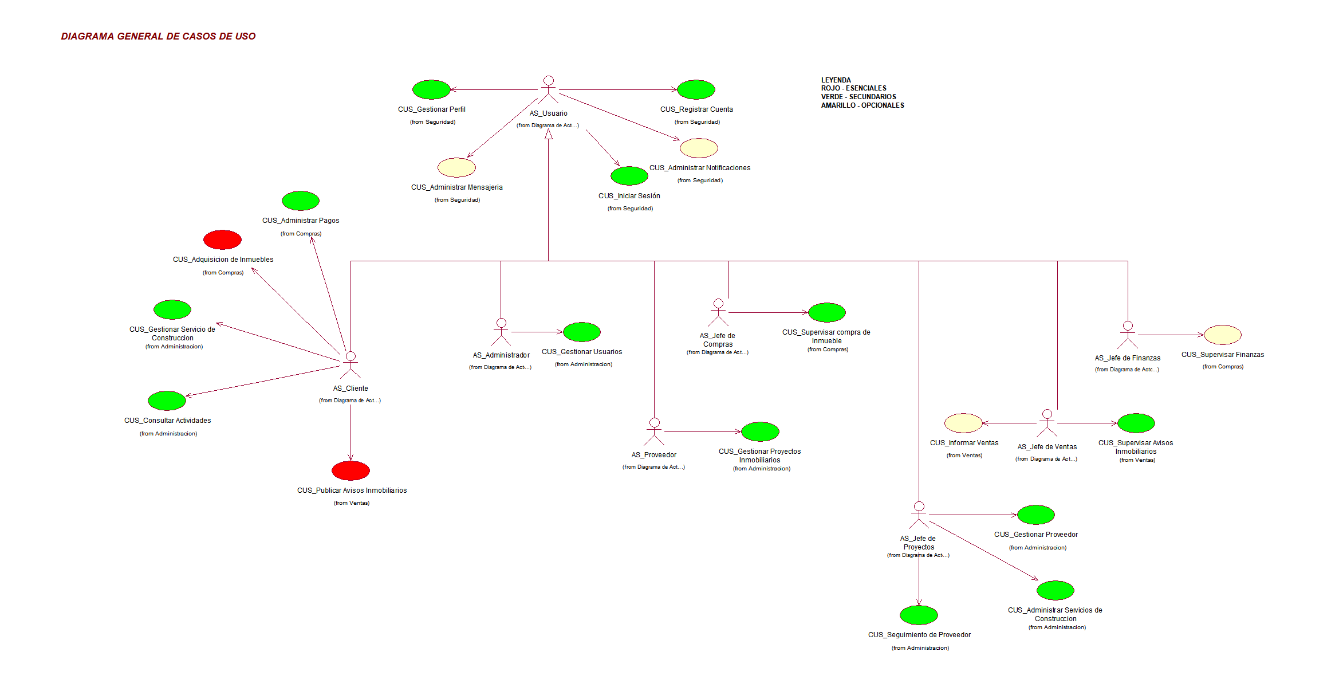 DIAGRAMA GENERAL DE CASOS DE USO
LEYENDA
ROJO - ESENCIALES
VERDE - SECUNDARIOS
AMARILLO - OPCIONALES
CUS_Gestionar Perfil
(from Seguridad)
AS_Usuario
(from Diagrama de Act...)
CUS_Registrar Cuenta
(from Seguridad)
CUS_Administrar Mensajeria
(from Seguridad)
CUS_Iniciar Sesión
(from Seguridad)
CUS_Administrar Notificaciones
(from Seguridad)
CUS_Administrar Pagos
(from Compras)
CUS_Adquisicion de Inmuebles
(from Compras)
CUS_Gestionar Servicio de
Construccion
(from Administracion)
AS_Cliente
(from Diagrama de Act...)
CUS_Consultar Actividades
(from Administracion)
CUS_Publicar Avisos Inmobiliarios
(from Ventas)
AS_Administrador
(from Diagrama de Act...)
CUS_Gestionar Usuarios
(from Administracion)
AS_Jefe de
Compras
(from Diagrama de Act...)
CUS_Supervisar compra de
Inmueble
(from Compras)
AS_Proveedor
(from Diagrama de Act...)
CUS_Gestionar Proyectos
Inmobiliarios
(from Administracion)
AS_Jefe de Finanzas
(from Diagrama de Act...)
CUS_Supervisar Finanzas
(from Compras)
CUS_Informar Ventas
(from Ventas)
AS_Jefe de Ventas
(from Diagrama de Act...)
CUS_Supervisar Avisos
Inmobiliarios
(from Ventas)
AS_Jefe de
Proyectos
(from Diagrama de Act...)
CUS_Gestionar Proveedor
(from Administracion)
CUS_Administrar Servicios de
Construccion
(from Administracion)
CUS_Seguimiento de Proveedor
(from Administracion)